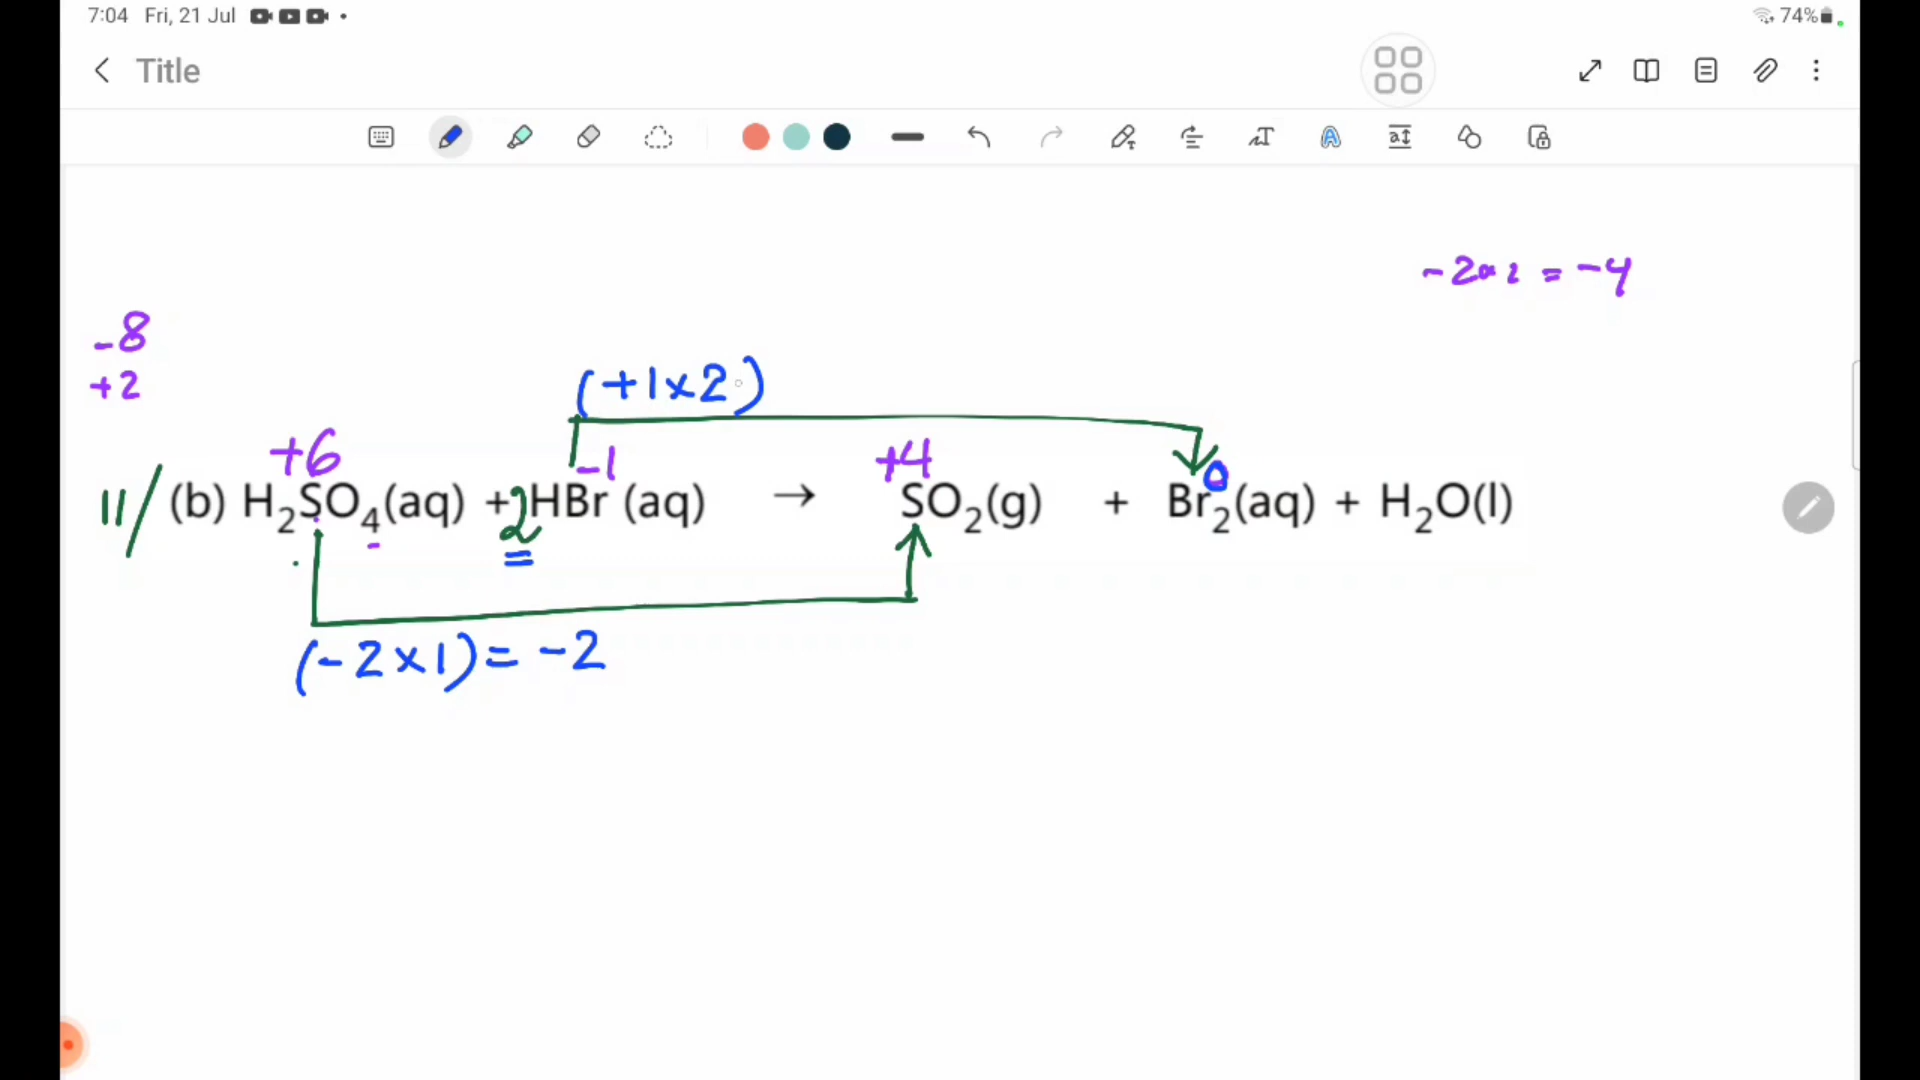 7:04 Fri, 21 Jul
74%
Title
-2×2 = -4
-8
+2
(+1×2)
+6 -1 +4 0
11/ (b) H₂SO₄(aq) + 2HBr (aq) → SO₂(g) + Br₂(aq) + H₂O(l)
(-2×1) = -2